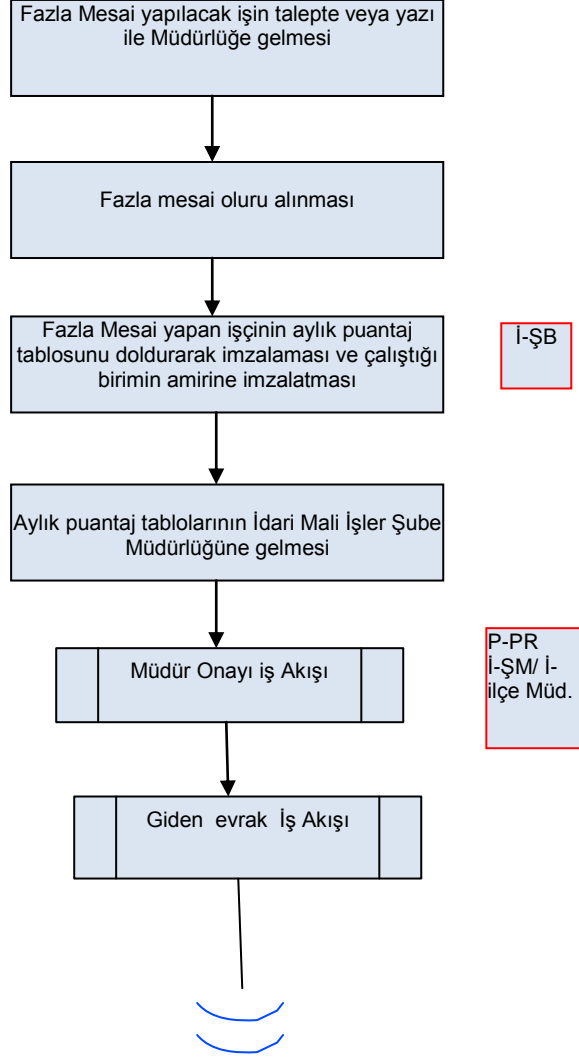 Fazla Mesai yapılacak işin talepte veya yazı
ile Müdürlüğe gelmesi
Fazla mesai oluru alınması
Fazla Mesai yapan işçinin aylık puantaj
tablosunu doldurarak imzalaması ve çalıştığı
birimin amirine imzalatması
İ-ŞB
Aylık puantaj tablolarının İdari Mali İşler Şube
Müdürlüğüne gelmesi
Müdür Onayı iş Akışı
P-PR
İ-ŞM/ İ-
ilçe Müd.
Giden evrak İş Akışı